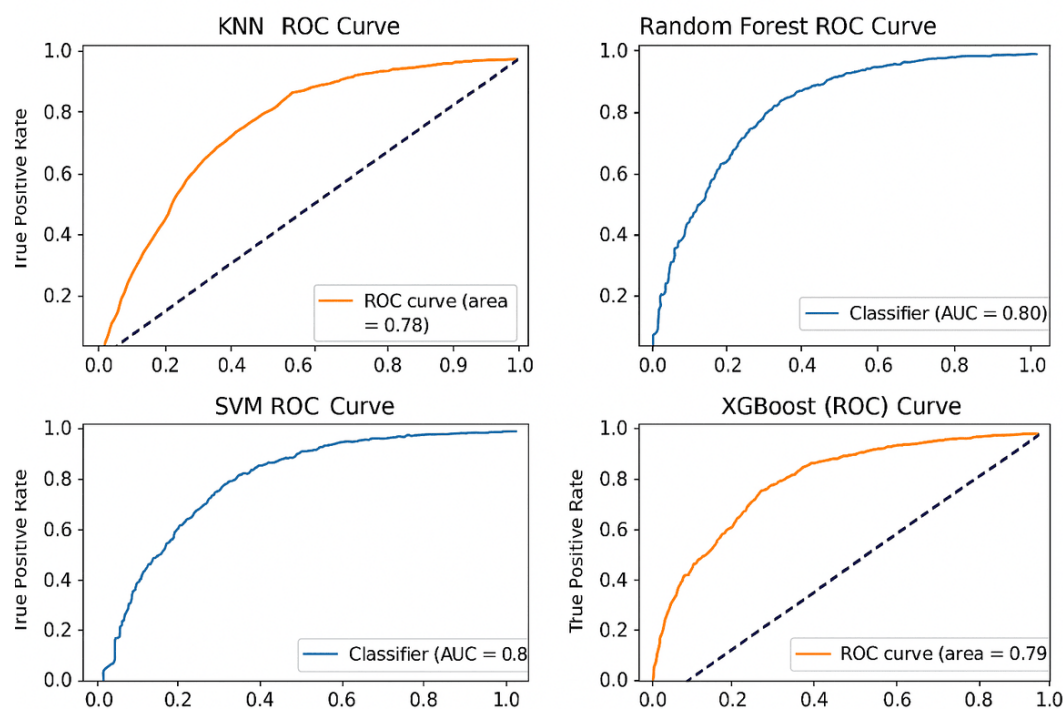 KNN ROC Curve
True Positive Rate
1.0
0.8
0.6
0.4
0.2
ROC curve (area
= 0.78)
0.0 0.2 0.4 0.6 0.8 0.9 1.0
Random Forest ROC Curve
1.0
0.8
0.6
0.4
0.2
Classifier (AUC = 0.80)
0.0 0.2 0.4 0.6 0.8 1.0
SVM ROC Curve
True Positive Rate
1.0
0.8
0.6
0.4
0.2
0.0
Classifier (AUC = 0.8
0.0 0.2 0.4 0.6 0.8 1.0
XGBoost (ROC) Curve
True Positive Rate
1.0
0.8
0.6
0.4
0.2
0.0
ROC curve (area = 0.79
0.0 0.2 0.4 0.6 0.8 1.0